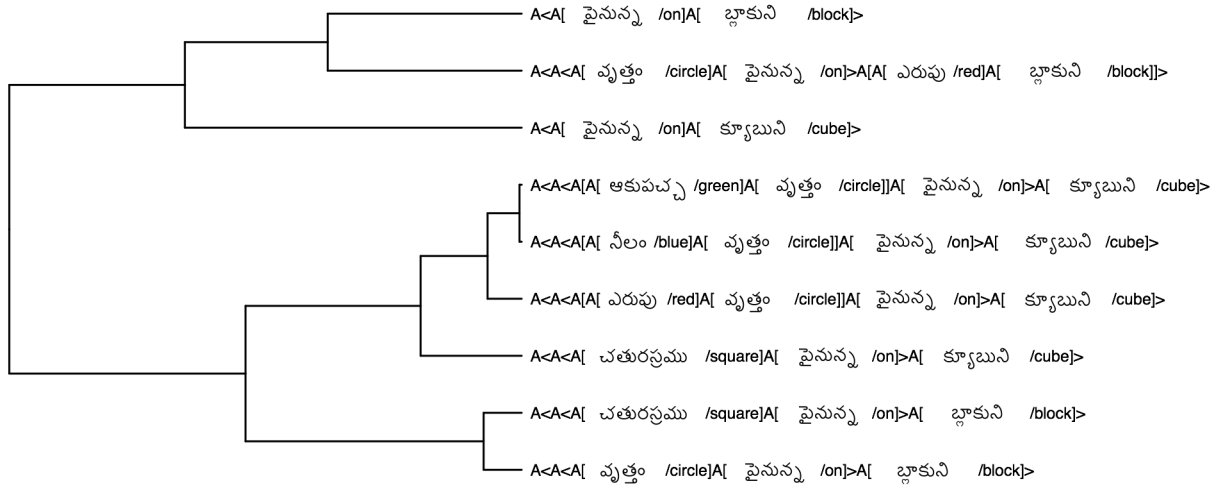 A<A[ పైనున్న /on]A[ బ్లాకుని /block]>
A<A<A[ వృత్తం /circle]A[ పైనున్న /on]>A[A[ ఎరుపు /red]A[ బ్లాకుని /block]]>
A<A[ పైనున్న /on]A[ క్యూబుని /cube]>
A<A<A[A[ ఆకుపచ్చ /green]A[ వృత్తం /circle]]A[ పైనున్న /on]>A[ క్యూబుని /cube]>
A<A<A[A[ నీలం /blue]A[ వృత్తం /circle]]A[ పైనున్న /on]>A[ క్యూబుని /cube]>
A<A<A[A[ ఎరుపు /red]A[ వృత్తం /circle]]A[ పైనున్న /on]>A[ క్యూబుని /cube]>
A<A<A[ చతురస్రము /square]A[ పైనున్న /on]>A[ క్యూబుని /cube]>
A<A<A[ చతురస్రము /square]A[ పైనున్న /on]>A[ బ్లాకుని /block]>
A<A<A[ వృత్తం /circle]A[ పైనున్న /on]>A[ బ్లాకుని /block]>